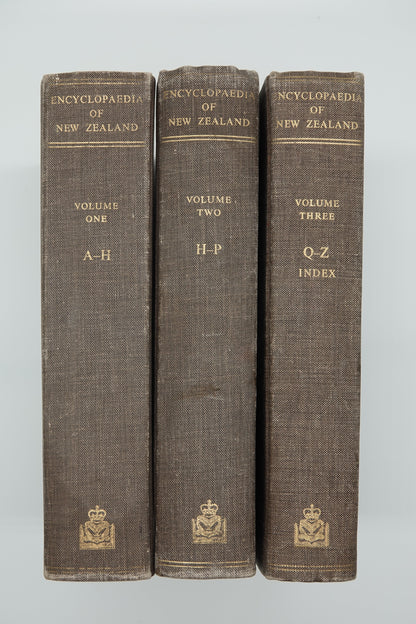 ENCYCLOPAEDIA
OF
NEW ZEALAND
VOLUME
ONE
A–H
ENCYCLOPAEDIA
OF
NEW ZEALAND
VOLUME
TWO
H–P
ENCYCLOPAEDIA
OF
NEW ZEALAND
VOLUME
THREE
Q–Z
INDEX